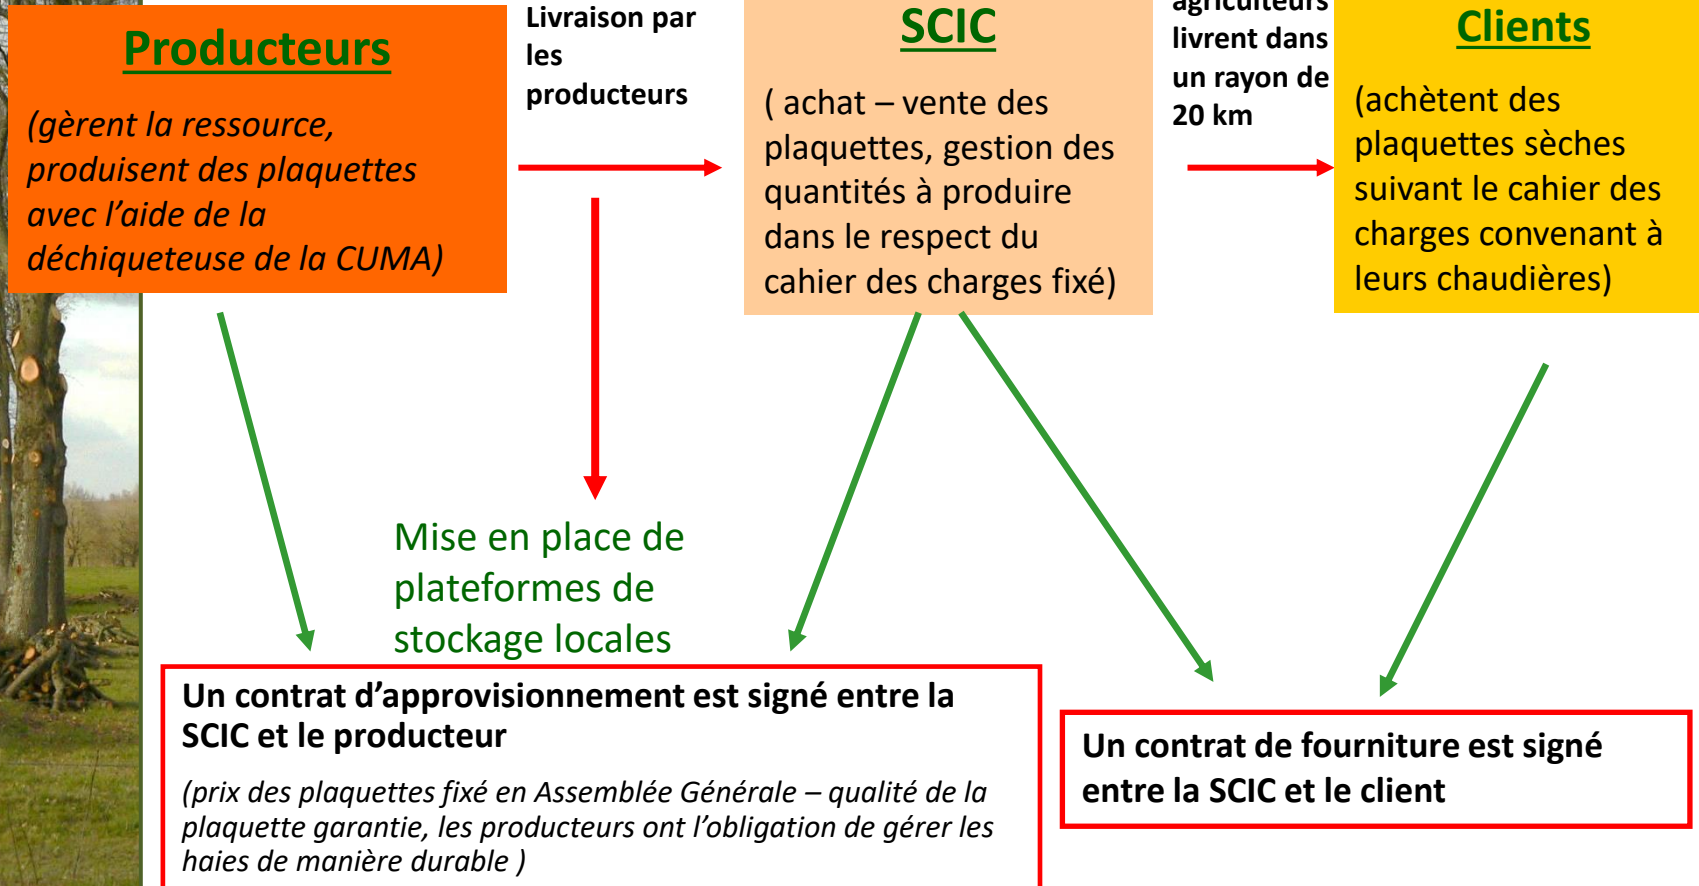 Producteurs
(gèrent la ressource,
produisent des plaquettes
avec l'aide de la
déchiqueteuse de la CUMA)
Livraison par
les
producteurs
SCIC
( achat – vente des
plaquettes, gestion des
quantités à produire
dans le respect du
cahier des charges fixé)
agriculteurs
livrent dans
un rayon de
20 km
Clients
(achètent des
plaquettes sèches
suivant le cahier des
charges convenant à
leurs chaudières)
Mise en place de
plateformes de
stockage locales
Un contrat d'approvisionnement est signé entre la
SCIC et le producteur
(prix des plaquettes fixé en Assemblée Générale – qualité de la
plaquette garantie, les producteurs ont l'obligation de gérer les
haies de manière durable )
Un contrat de fourniture est signé
entre la SCIC et le client